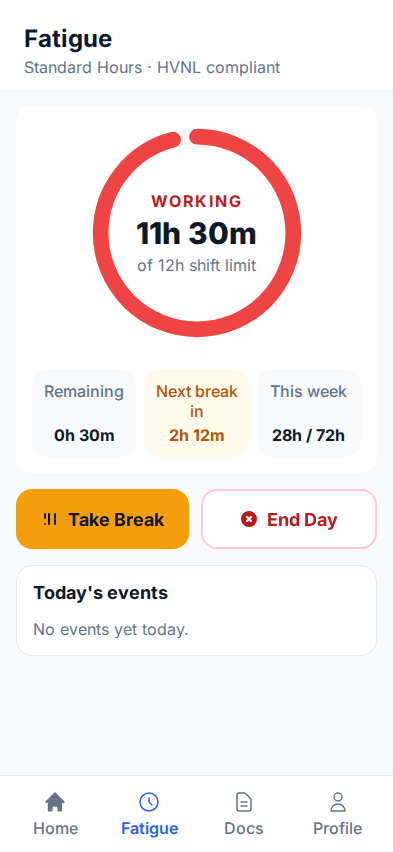 Fatigue
Standard Hours · HVNL compliant
WORKING
11h 30m
of 12h shift limit
Remaining
0h 30m
Next break
in
2h 12m
This week
28h / 72h
Take Break
End Day
Today's events
No events yet today.
Home
Fatigue
Docs
Profile